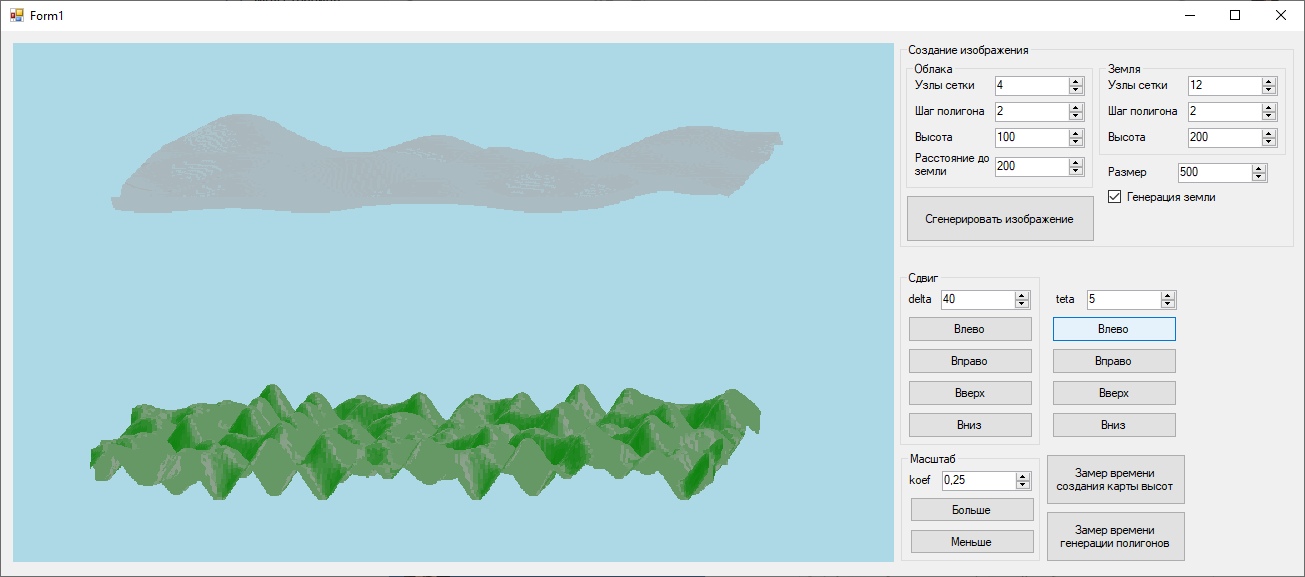 Form1
Создание изображения
Облака
Узлы сетки 4
Шаг полигона 2
Высота 100
Расстояние до
земли 200
Земля
Узлы сетки 12
Шаг полигона 2
Высота 200
Размер 500
Генерация земли
Сгенерировать изображение
Сдвиг
delta 40
Влево
Вправо
Вверх
Вниз
teta 5
Влево
Вправо
Вверх
Вниз
Масштаб
koef 0,25
Больше
Меньше
Замер времени
создания карты высот
Замер времени
генерации полигонов